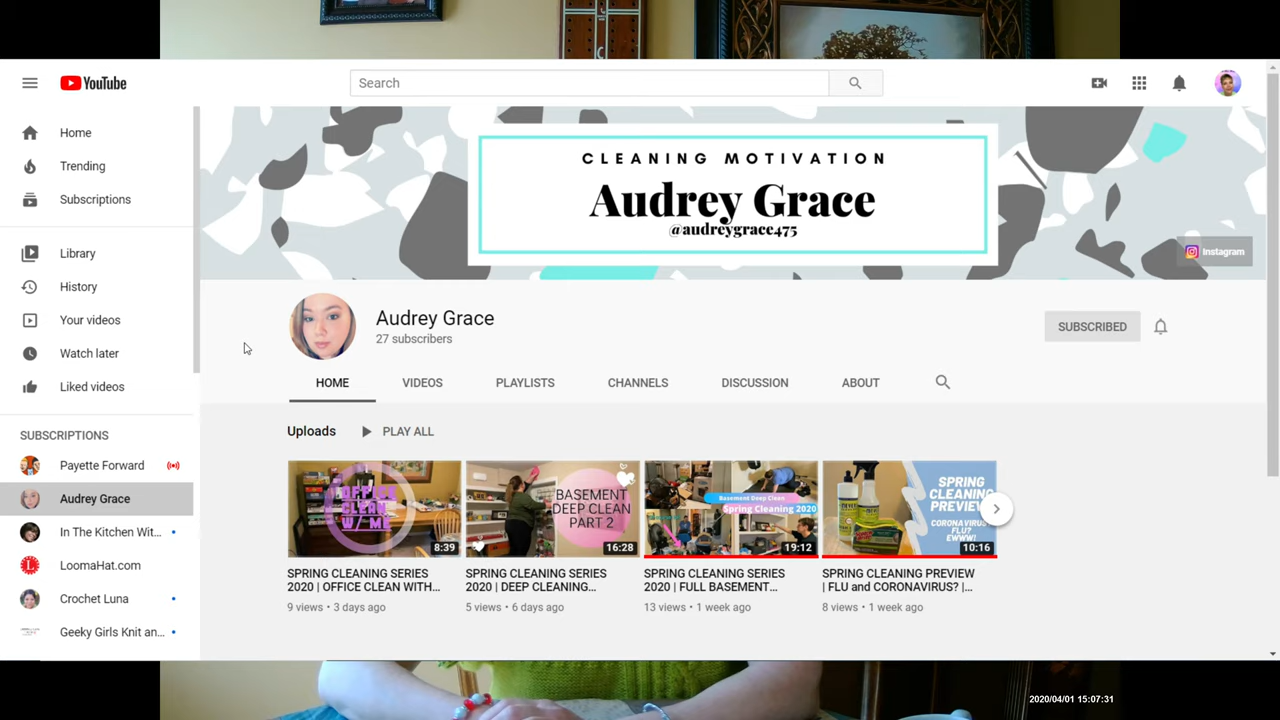 YouTube
Search
Home
Trending
Subscriptions
Library
History
Your videos
Watch later
Liked videos
SUBSCRIPTIONS
Payette Forward
Audrey Grace
In The Kitchen Wit...
LoomaHat.com
Crochet Luna
Geeky Girls Knit an...
CLEANING MOTIVATION
Audrey Grace
@audreygrace475
Instagram
Audrey Grace
27 subscribers
SUBSCRIBED
HOME VIDEOS PLAYLISTS CHANNELS DISCUSSION ABOUT
Uploads PLAY ALL
OFFICE
CLEAN
W/ ME
8:39
BASEMENT
DEEP CLEAN
PART 2
16:28
Basement Deep Clean
Spring Cleaning 2020
19:12
SPRING
CLEANING
PREVIEW
CORONAVIRUS?
FLU?
EWWW!
10:16
SPRING CLEANING SERIES
2020 | OFFICE CLEAN WITH...
9 views • 3 days ago
SPRING CLEANING SERIES
2020 | DEEP CLEANING...
5 views • 6 days ago
SPRING CLEANING SERIES
2020 | FULL BASEMENT...
13 views • 1 week ago
SPRING CLEANING PREVIEW
| FLU and CORONAVIRUS? |...
8 views • 1 week ago
2020/04/01 15:07:31